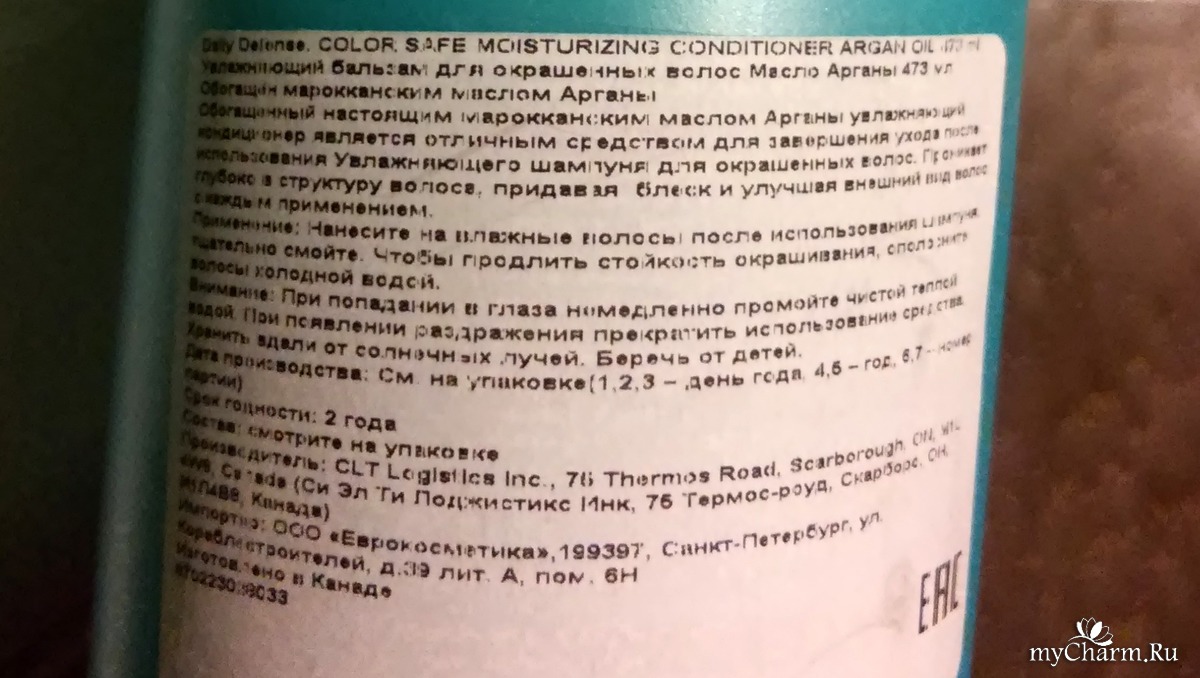 Daily Defense. COLOR SAFE MOISTURIZING CONDITIONER ARGAN OIL 473 ml
Увлажняющий бальзам для окрашенных волос Масло Арганы 473 мл
Обогащен марокканским маслом Арганы
Обогащенный настоящим марокканским маслом Арганы увлажняющий
кондиционер является отличным средством для завершения ухода после
использования Увлажняющего шампуня для окрашенных волос. Проникает
глубоко в структуру волоса, придавая блеск и улучшая внешний вид волос
с каждым применением.
Применение: Нанесите на влажные волосы после использования шампуня,
тщательно смойте. Чтобы продлить стойкость окрашивания, ополосните
волосы холодной водой.
Внимание: При попадании в глаза немедленно промойте чистой теплой
водой. При появлении раздражения прекратить использование средства.
Хранить вдали от солнечных лучей. Беречь от детей.
Дата производства: См. на упаковке(1,2,3 – день года, 4,5 – год, 6,7 – номер
партии)
Срок годности: 2 года
Состав: смотрите на упаковке
Производитель: CLT Logistics Inc., 75 Thermos Road, Scarborough, ON,
Canada (Си Эл Ти Лоджистикс Инк, 75 Термос-роуд, Скарборо, ОН,
Канада)
Импортер: ООО «Еврокосметика»,199397, Санкт-Петербург, ул.
Кораблестроителей, д.39 лит. А, пом. 6Н
Изготовлено в Канаде
EAC
myCharm.Ru